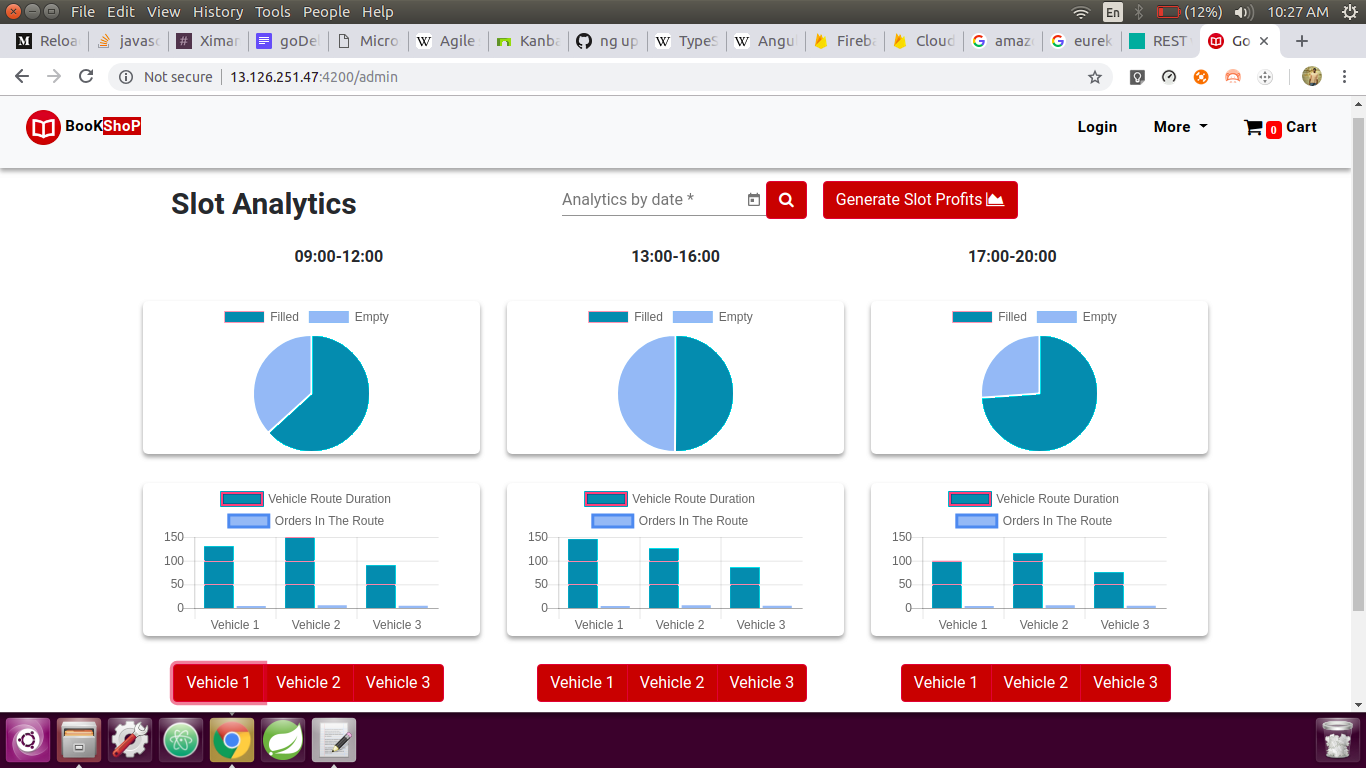 File Edit View History Tools People Help En (12%) 10:27 AM
Reloa javasc Ximar goDel Micro Agile Kanba ng up TypeS Angu Fireba Cloud amaz eurek REST Go
Not secure 13.126.251.47:4200/admin
BooKShoP Login More 0 Cart
Slot Analytics Analytics by date * Generate Slot Profits
09:00-12:00 13:00-16:00 17:00-20:00
Filled Empty Filled Empty Filled Empty
Vehicle Route Duration Vehicle Route Duration Vehicle Route Duration
Orders In The Route Orders In The Route Orders In The Route
150 150 150
100 100 100
50 50 50
0 0 0
Vehicle 1 Vehicle 2 Vehicle 3 Vehicle 1 Vehicle 2 Vehicle 3 Vehicle 1 Vehicle 2 Vehicle 3
Vehicle 1 Vehicle 2 Vehicle 3 Vehicle 1 Vehicle 2 Vehicle 3 Vehicle 1 Vehicle 2 Vehicle 3